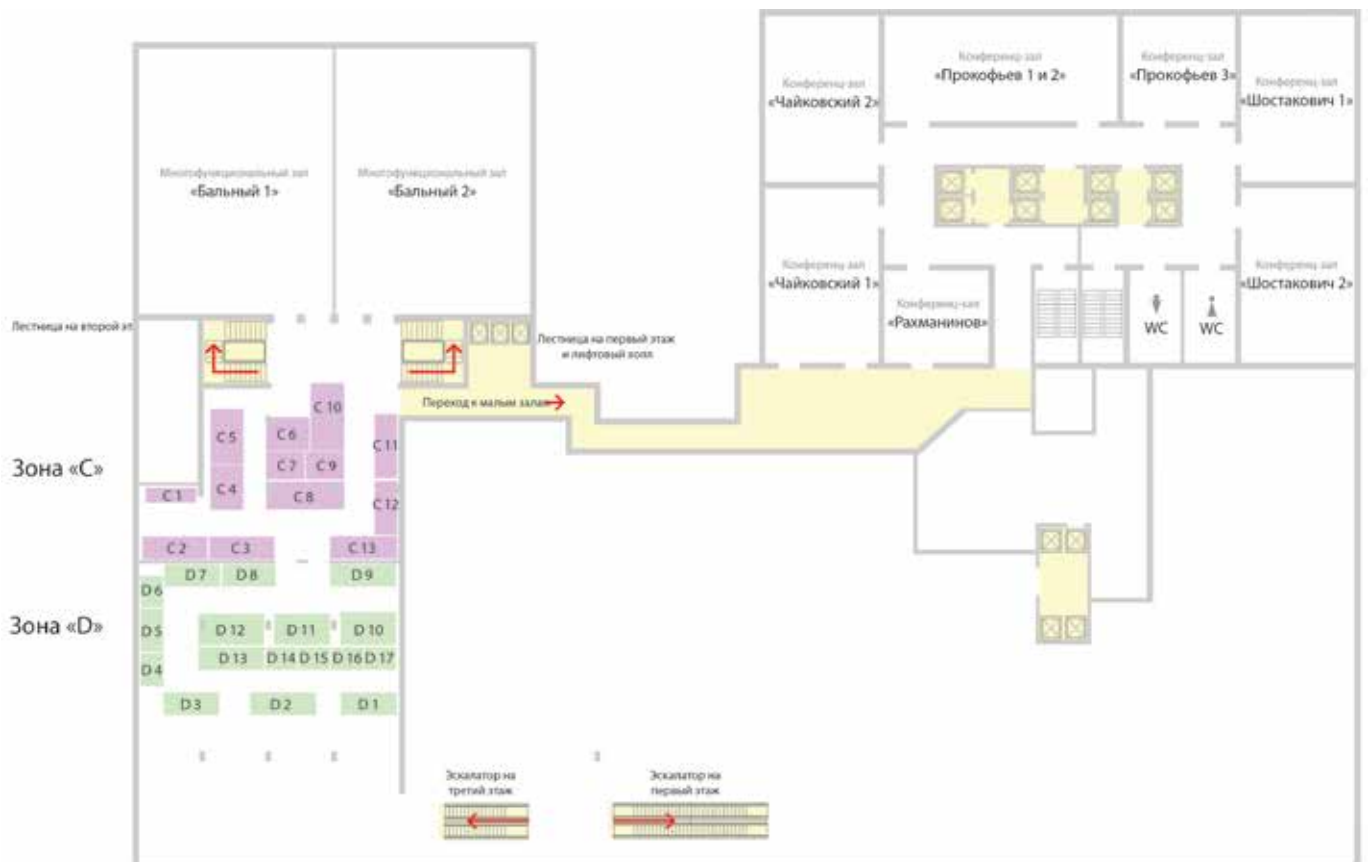 Конференц-зал
«Чайковский 2»
Конференц-зал
«Прокофьев 1 и 2»
Конференц-зал
«Прокофьев 3»
Конференц-зал
«Шостакович 1»
Многофункциональный зал
«Бальный 1»
Многофункциональный зал
«Бальный 2»
Конференц-зал
«Чайковский 1»
Конференц-зал
«Рахманинов»
Конференц-зал
«Шостакович 2»
WC
WC
Лестница на второй эт
Лестница на первый этаж
и лифтовый холл
Переход к малым залам
Зона «C»
C 10
C 5
C 6
C 11
C 7
C 9
C 4
C 8
C 1
C 12
C 2
C 3
C 13
Зона «D»
D 7
D 8
D 9
D 6
D 5
D 12
D 11
D 10
D 4
D 13
D 14
D 15
D 16
D 17
D 3
D 2
D 1
Эскалатор на
третий этаж
Эскалатор на
первый этаж